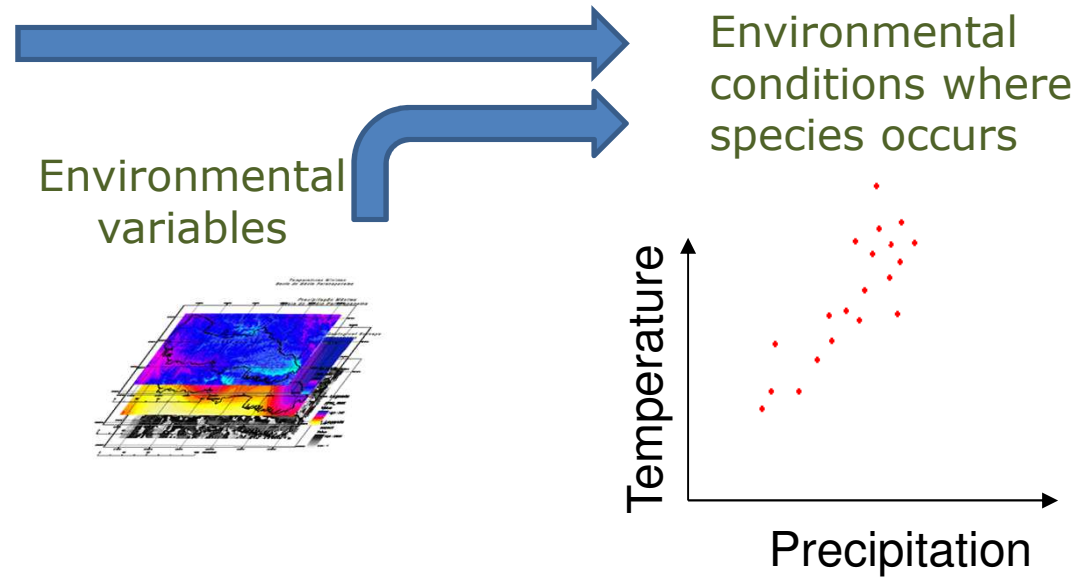 Environmental
conditions where
species occurs
Environmental
variables
Temperature
Precipitation